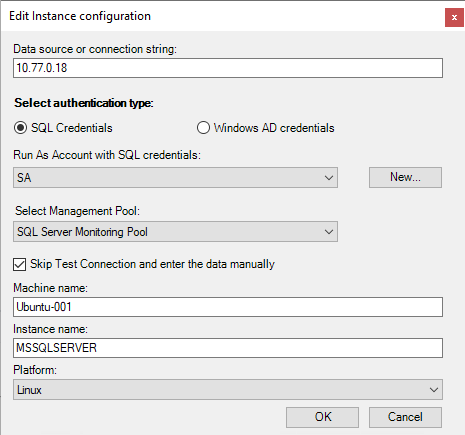 Edit Instance configuration
x
Data source or connection string:
10.77.0.18
Select authentication type:
SQL Credentials
Windows AD credentials
Run As Account with SQL credentials:
SA
New...
Select Management Pool:
SQL Server Monitoring Pool
Skip Test Connection and enter the data manually
Machine name:
Ubuntu-001
Instance name:
MSSQLSERVER
Platform:
Linux
OK
Cancel